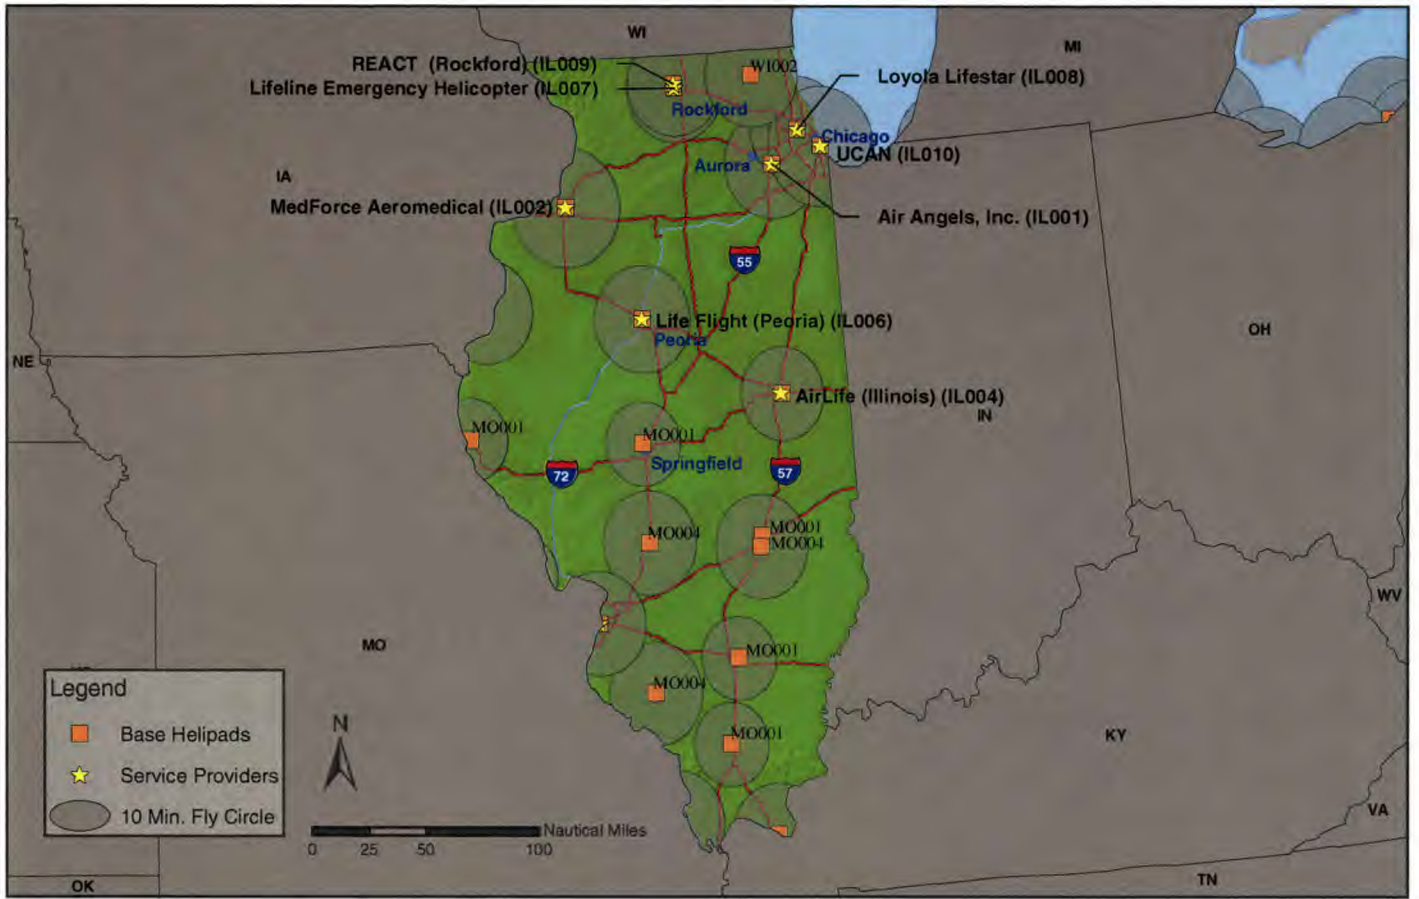 WI
MI
REACT (Rockford) (IL009)
Lifeline Emergency Helicopter (IL007)
WI002
Loyola Lifestar (IL008)
Rockford
Chicago
UCAN (IL010)
Aurora
IA
MedForce Aeromedical (IL002)
Air Angels, Inc. (IL001)
55
Life Flight (Peoria) (IL006)
Peoria
OH
NE
AirLife (Illinois) (IL004)
IN
MO001
MO001
Springfield
72
57
MO004
MO001
MO004
WV
MO
MO001
MO004
MO001
KY
VA
TN
OK
Legend
Base Helipads
Service Providers
10 Min. Fly Circle
N
Nautical Miles
0 25 50 100